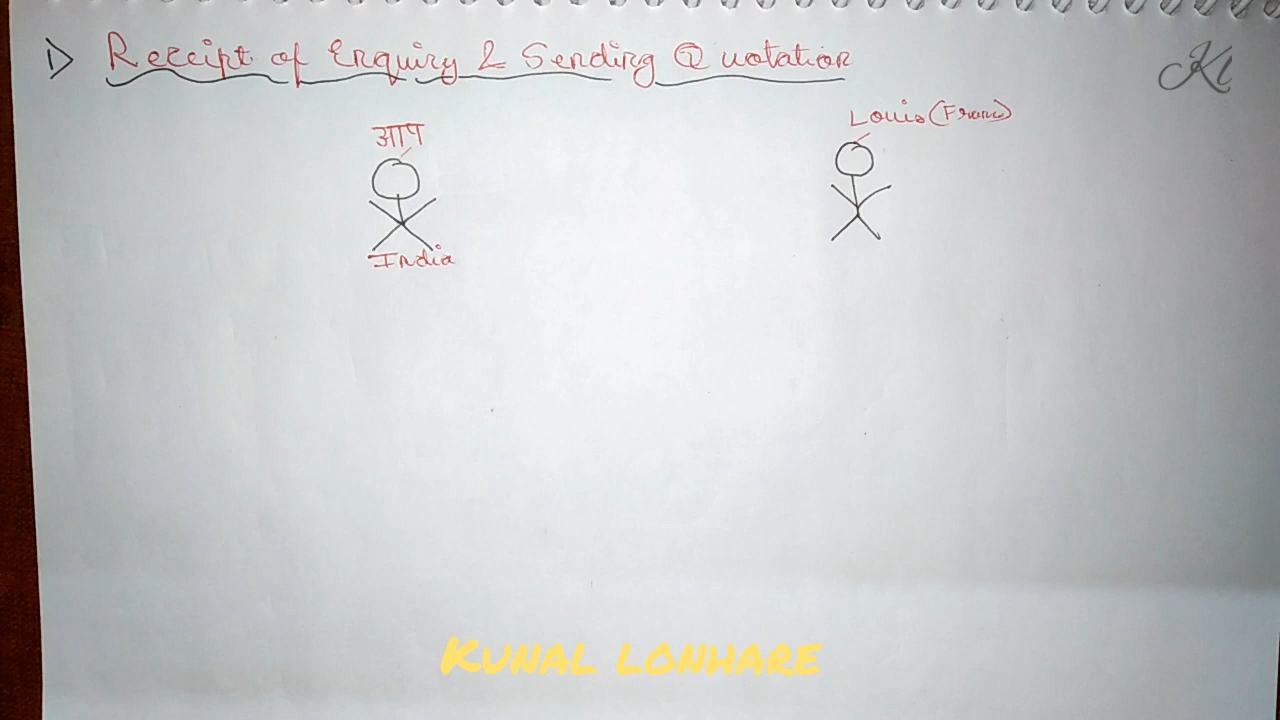 1) Receipt of Enquiry & Sending Quotation
Kl
आप
Louis (France)
India
KUNAL LONHARE